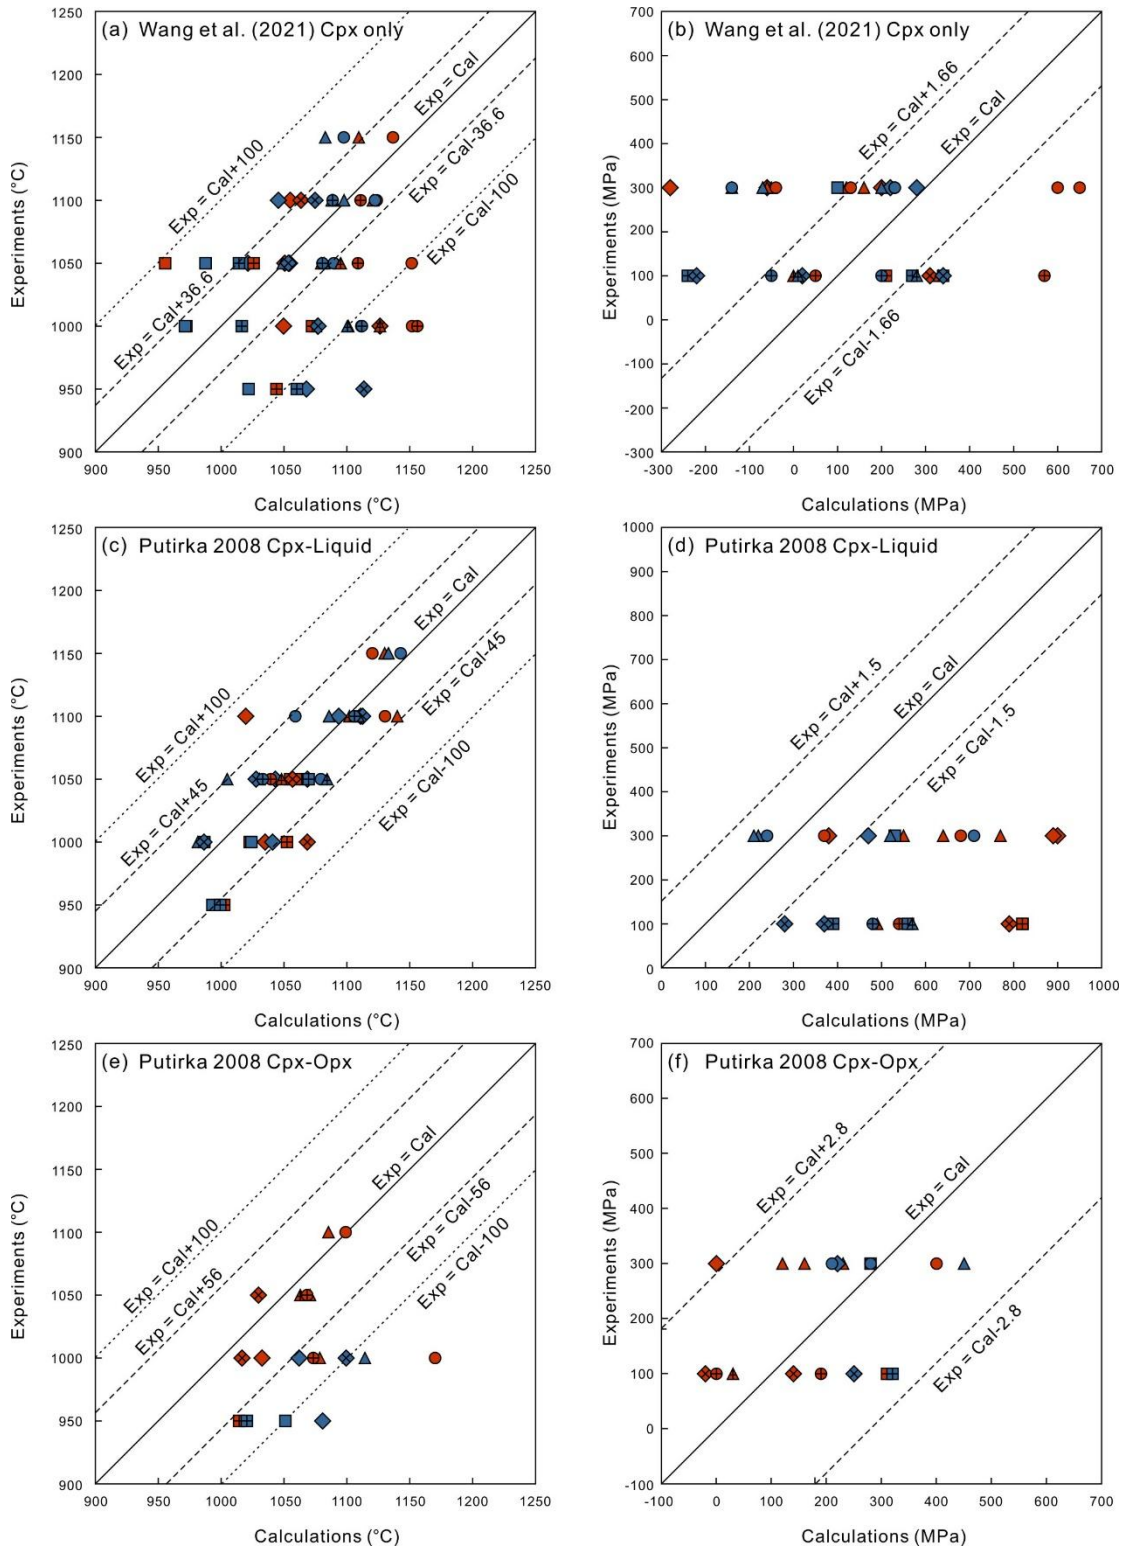 (a) Wang et al. (2021) Cpx only
Experiments (°C)
1250
1200
1150
1100
1050
1000
950
900
Exp = Cal+100
Exp = Cal
Exp = Cal-36.6
Exp = Cal-100
Exp = Cal+36.6
900 950 1000 1050 1100 1150 1200 1250
Calculations (°C)
(b) Wang et al. (2021) Cpx only
Experiments (MPa)
700
600
500
400
300
200
100
0
-100
-200
-300
Exp = Cal+1.66
Exp = Cal
Exp = Cal-1.66
-300 -200 -100 0 100 200 300 400 500 600 700
Calculations (MPa)
(c) Putirka 2008 Cpx-Liquid
Experiments (°C)
1250
1200
1150
1100
1050
1000
950
900
Exp = Cal+100
Exp = Cal
Exp = Cal-45
Exp = Cal+45
Exp = Cal-100
900 950 1000 1050 1100 1150 1200 1250
Calculations (°C)
(d) Putirka 2008 Cpx-Liquid
Experiments (MPa)
1000
900
800
700
600
500
400
300
200
100
0
Exp = Cal+1.5
Exp = Cal
Exp = Cal-1.5
0 100 200 300 400 500 600 700 800 900 1000
Calculations (MPa)
(e) Putirka 2008 Cpx-Opx
Experiments (°C)
1250
1200
1150
1100
1050
1000
950
900
Exp = Cal+100
Exp = Cal+56
Exp = Cal
Exp = Cal-56
Exp = Cal-100
900 950 1000 1050 1100 1150 1200 1250
Calculations (°C)
(f) Putirka 2008 Cpx-Opx
Experiments (MPa)
700
600
500
400
300
200
100
0
-100
Exp = Cal+2.8
Exp = Cal
Exp = Cal-2.8
-100 0 100 200 300 400 500 600 700
Calculations (MPa)